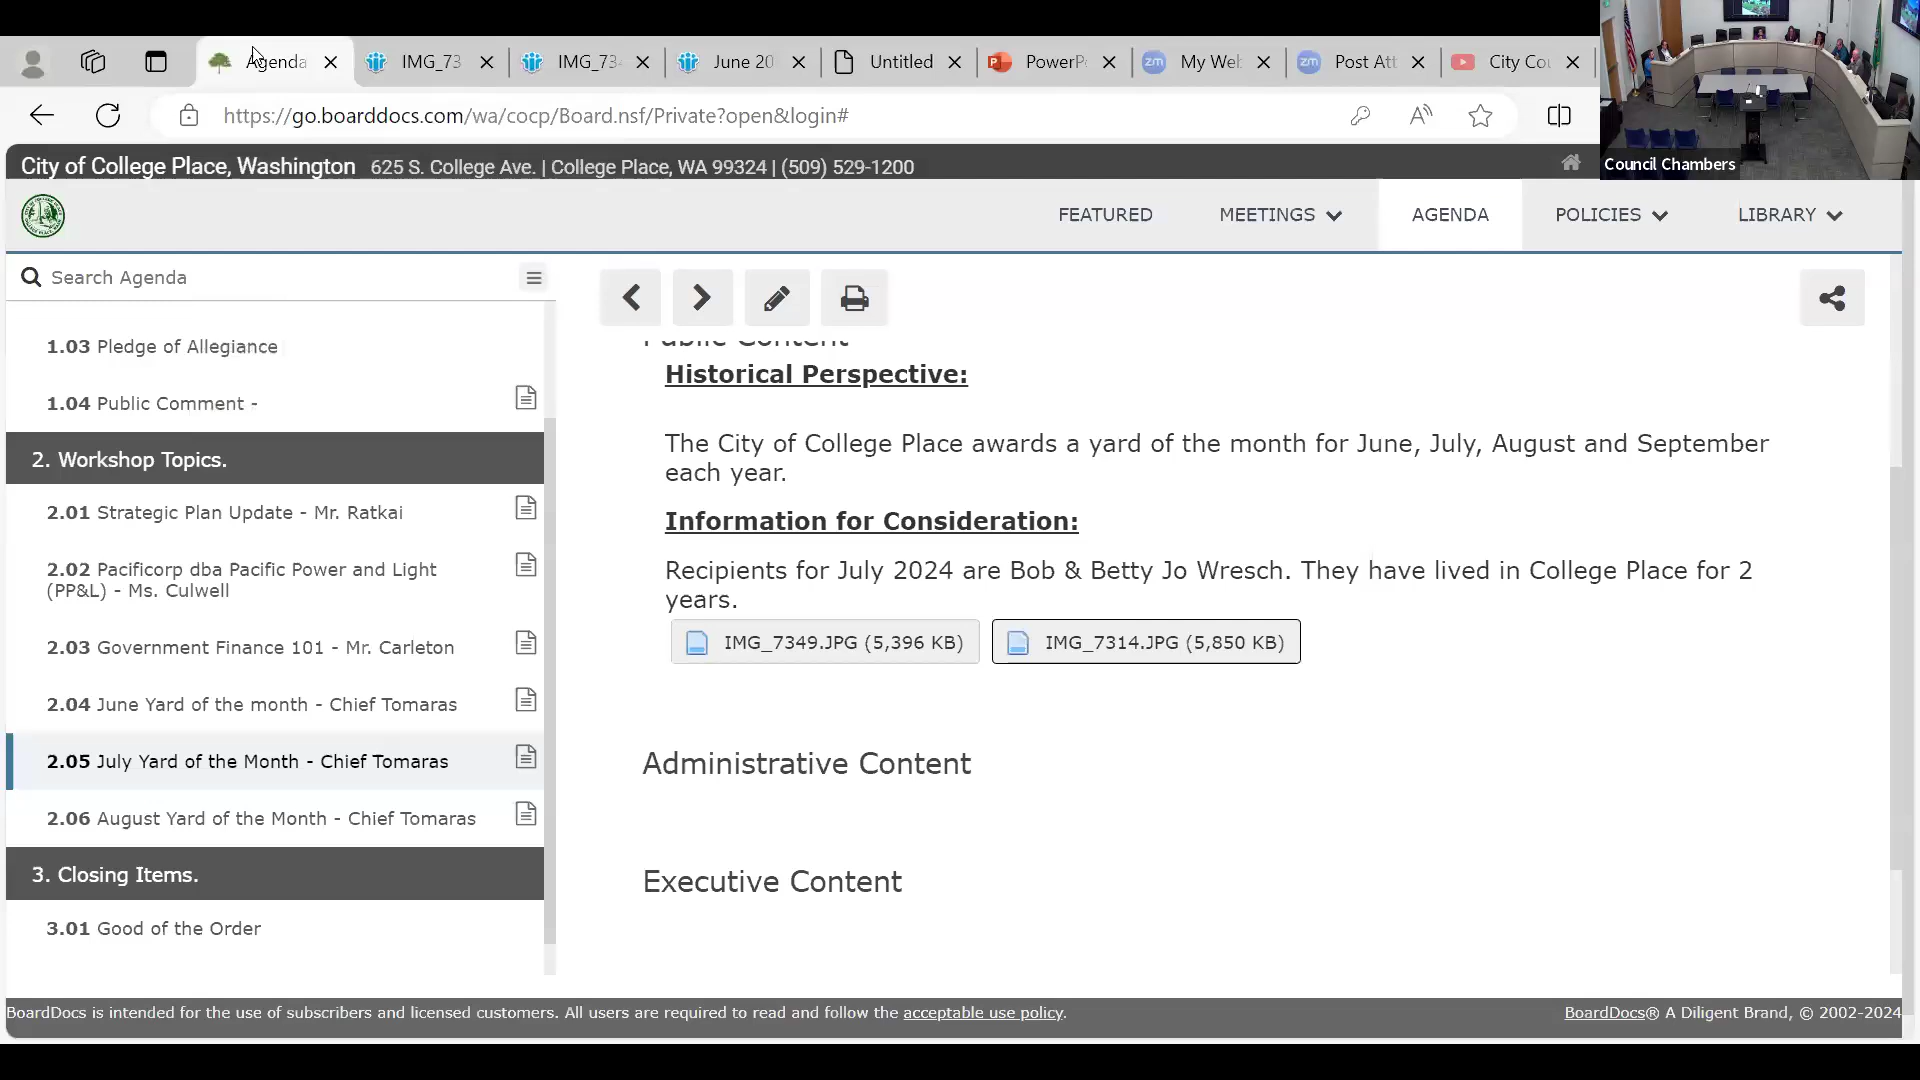 Agenda
IMG_73
IMG_73
June 20
Untitled
PowerP
My Web
Post Att
City Cou
https://go.boarddocs.com/wa/cocp/Board.nsf/Private?open&login#
City of College Place, Washington 625 S. College Ave. | College Place, WA 99324 | (509) 529-1200
Council Chambers
FEATURED
MEETINGS
AGENDA
POLICIES
LIBRARY
Search Agenda
1.03 Pledge of Allegiance
1.04 Public Comment -
2. Workshop Topics.
2.01 Strategic Plan Update - Mr. Ratkai
2.02 Pacificorp dba Pacific Power and Light
(PP&L) - Ms. Culwell
2.03 Government Finance 101 - Mr. Carleton
2.04 June Yard of the month - Chief Tomaras
2.05 July Yard of the Month - Chief Tomaras
2.06 August Yard of the Month - Chief Tomaras
3. Closing Items.
3.01 Good of the Order
Public Content
Historical Perspective:
The City of College Place awards a yard of the month for June, July, August and September
each year.
Information for Consideration:
Recipients for July 2024 are Bob & Betty Jo Wresch. They have lived in College Place for 2
years.
IMG_7349.JPG (5,396 KB)
IMG_7314.JPG (5,850 KB)
Administrative Content
Executive Content
BoardDocs is intended for the use of subscribers and licensed customers. All users are required to read and follow the acceptable use policy.
BoardDocs® A Diligent Brand, © 2002-2024